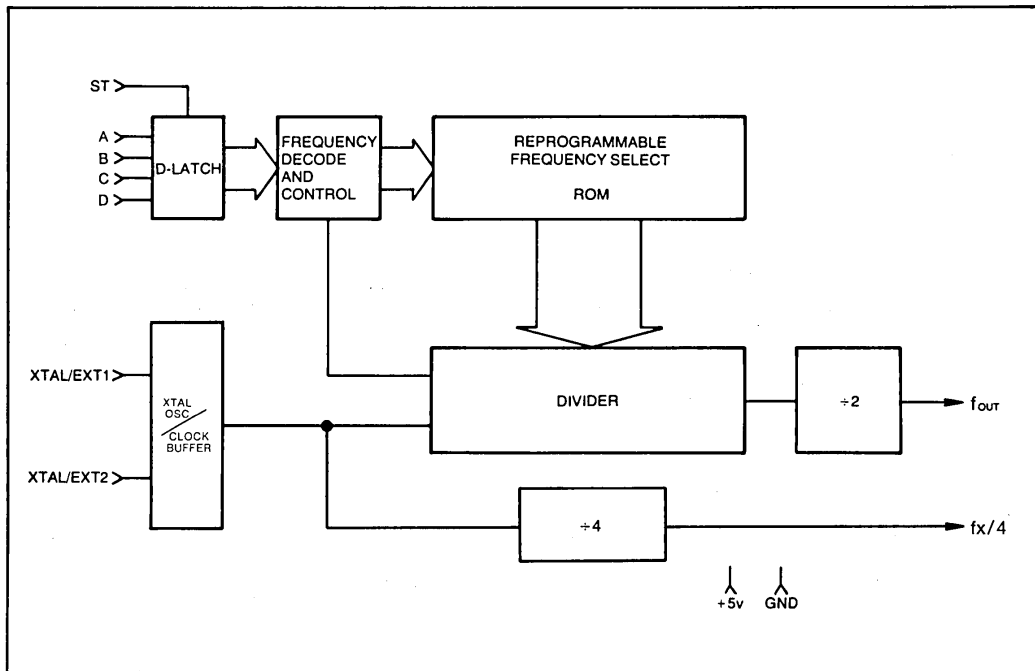 ST
A
B
C
D
D-LATCH
FREQUENCY
DECODE
AND
CONTROL
REPROGRAMMABLE
FREQUENCY SELECT
ROM
XTAL/EXT1
XTAL/EXT2
XTAL
OSC
CLOCK
BUFFER
DIVIDER
÷2
fOUT
÷4
fx/4
+5v
GND